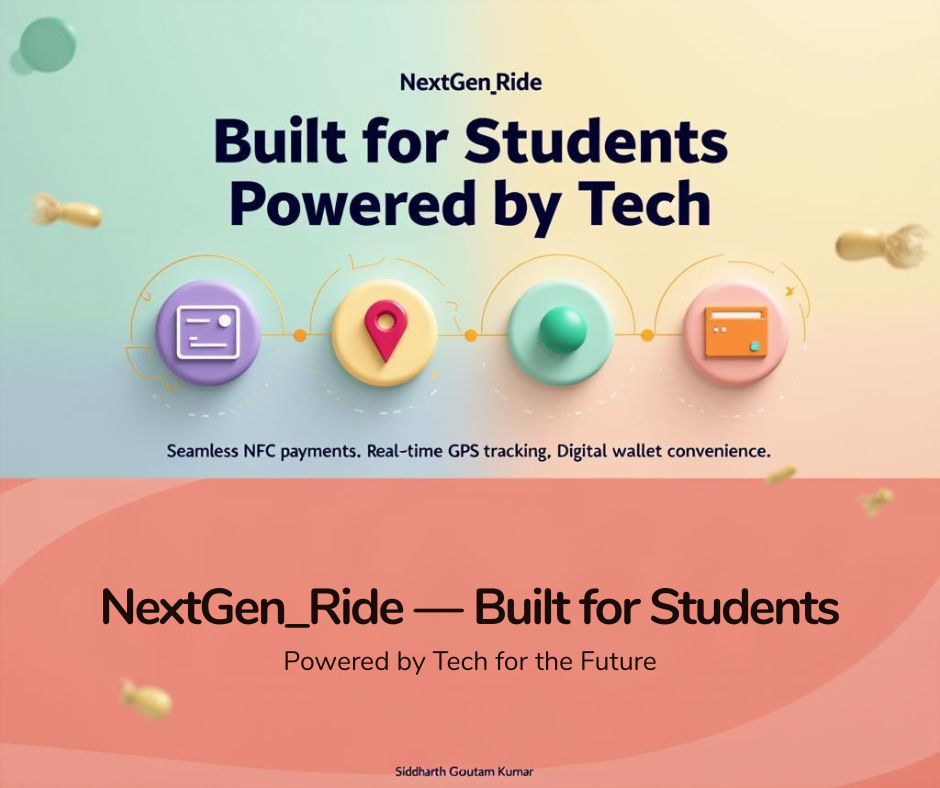 NextGen_Ride
Built for Students
Powered by Tech
Seamless NFC payments. Real-time GPS tracking, Digital wallet convenience.
NextGen_Ride — Built for Students
Powered by Tech for the Future
Siddharth Goutam Kumar